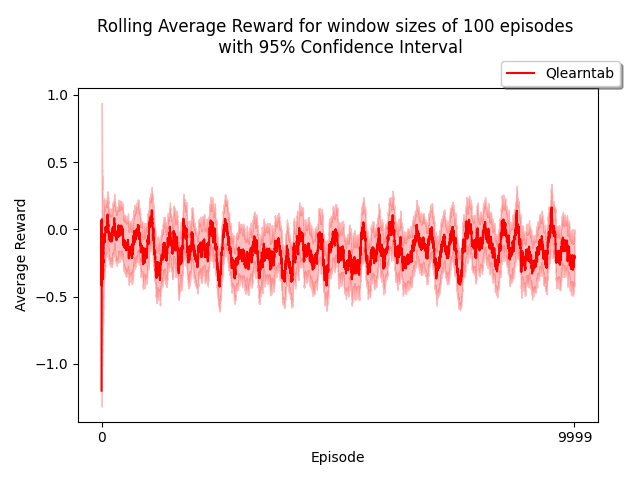 Rolling Average Reward for window sizes of 100 episodes
with 95% Confidence Interval
Qlearntab
1.0
0.5
0.0
−0.5
−1.0
Average Reward
0
9999
Episode